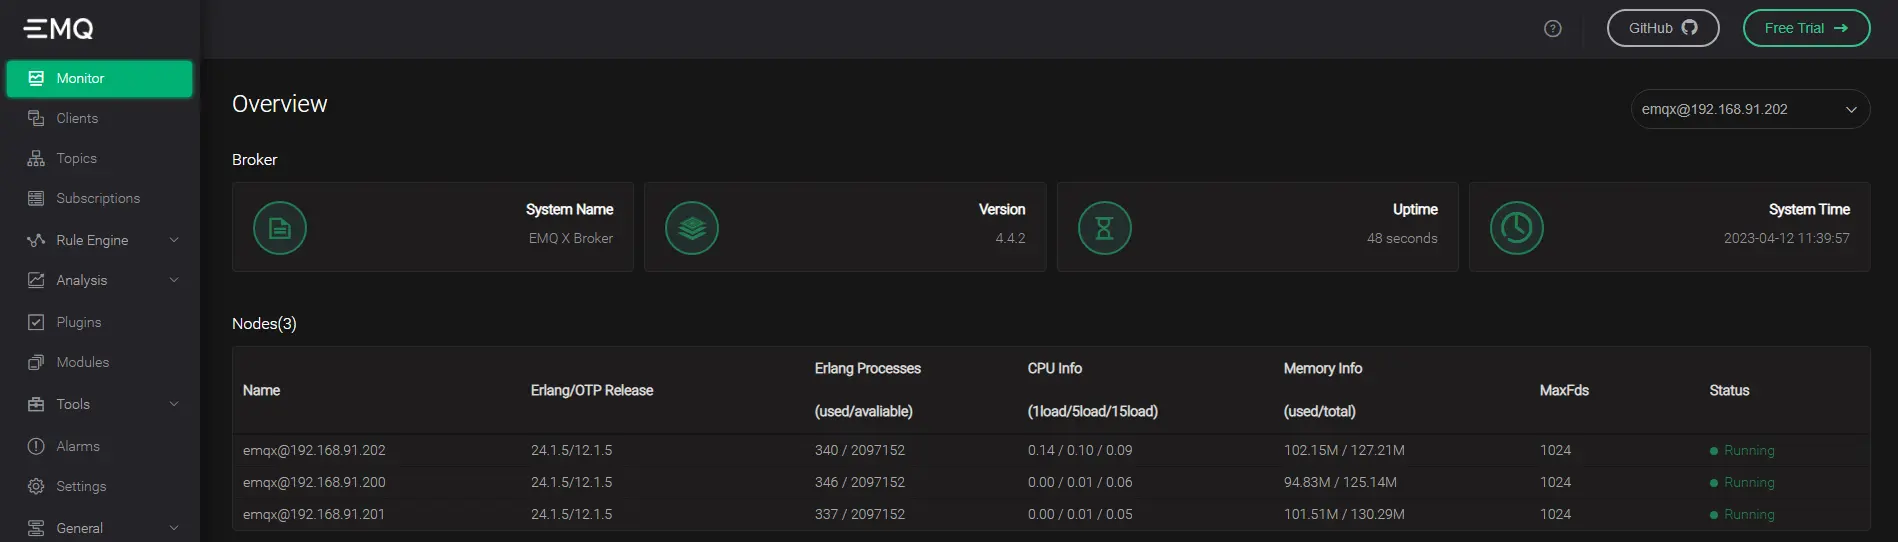 EMQ
GitHub
Free Trial →
Monitor
Clients
Topics
Subscriptions
Rule Engine
Analysis
Plugins
Modules
Tools
Alarms
Settings
General
Overview
emqx@192.168.91.202
Broker
System Name
EMQ X Broker
Version
4.4.2
Uptime
48 seconds
System Time
2023-04-12 11:39:57
Nodes(3)
Name Erlang/OTP Release Erlang Processes (used/avaliable) CPU Info (1load/5load/15load) Memory Info (used/total) MaxFds Status
emqx@192.168.91.202 24.1.5/12.1.5 340 / 2097152 0.14 / 0.10 / 0.09 102.15M / 127.21M 1024 Running
emqx@192.168.91.200 24.1.5/12.1.5 346 / 2097152 0.00 / 0.01 / 0.06 94.83M / 125.14M 1024 Running
emqx@192.168.91.201 24.1.5/12.1.5 337 / 2097152 0.00 / 0.01 / 0.05 101.51M / 130.29M 1024 Running